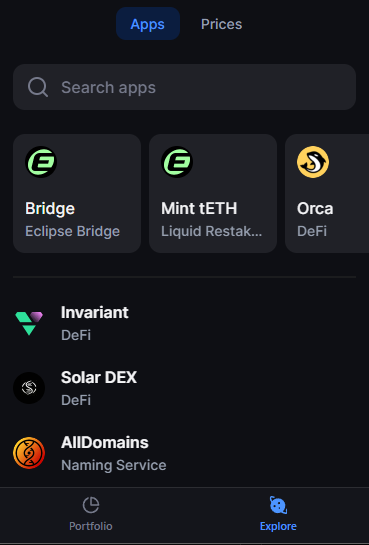 Apps Prices
Search apps
Bridge
Eclipse Bridge
Mint tETH
Liquid Restak...
Orca
DeFi
Invariant
DeFi
Solar DEX
DeFi
AllDomains
Naming Service
Portfolio Explore